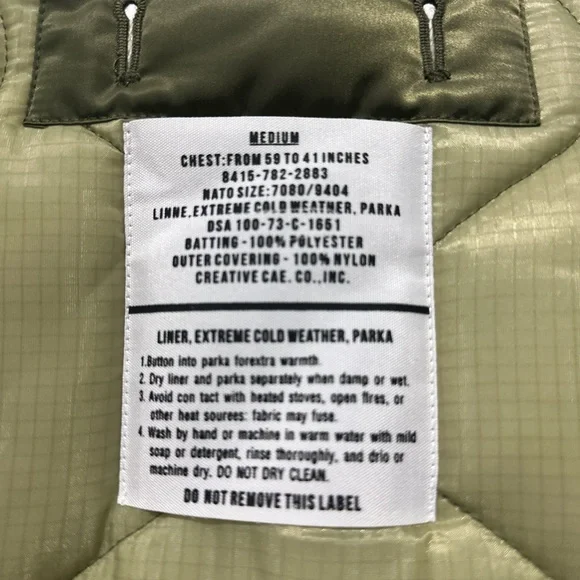 MEDIUM
CHEST:FROM 59 TO 41 INCHES
8415-782-2883
NATO SIZE:7080/9404
LINNE,EXTREME COLD WEATHER, PARKA
DSA 100-73-C-1651
BATTING-100% POLYESTER
OUTER COVERING-100% NYLON
CREATIVE CAE. CO.,INC.
LINER, EXTREME COLD WEATHER, PARKA
1.Button into parka forextra warmth.
2. Dry liner and parka separately when damp or wet.
3. Avoid con tact with heated stoves, open fires, or
other heat sourees: fabric may fuse.
4. Wash by hand or machine in warm water with mild
soap or detergent, rinse thoroughly, and drio or
machine dry. DO NOT DRY CLEAN.
DO NOT REMOVE THIS LABEL